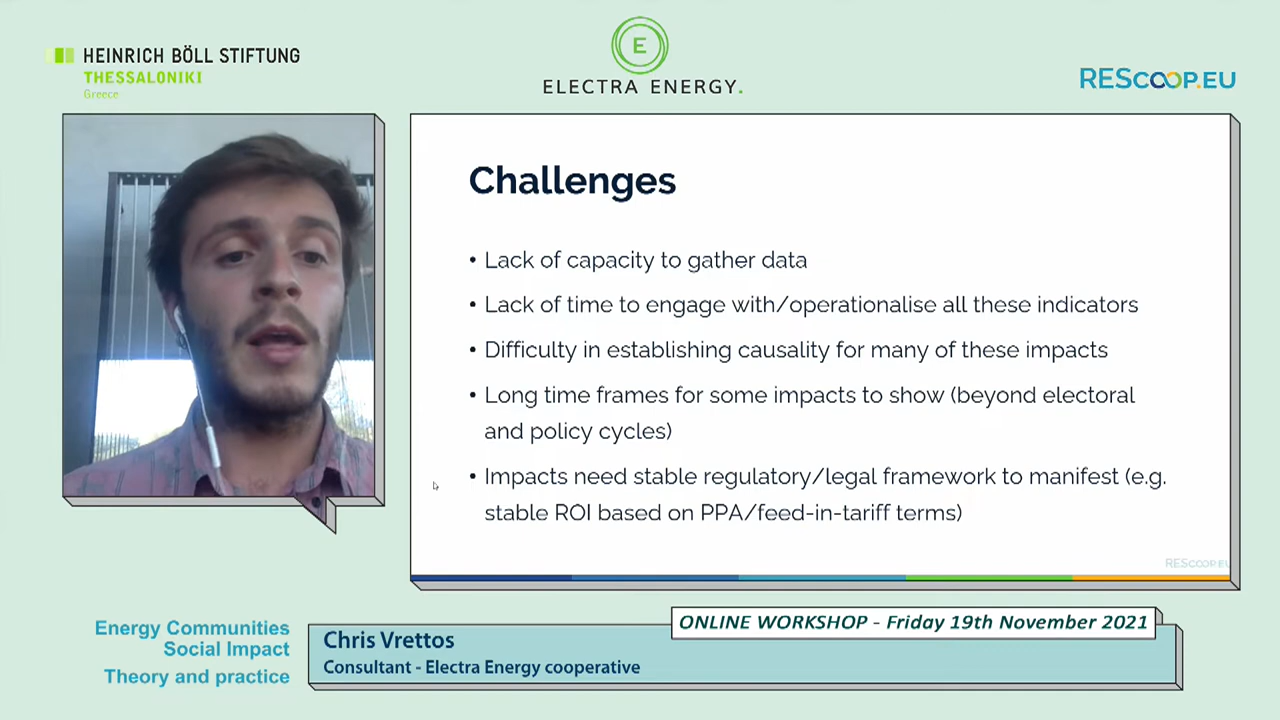 HEINRICH BÖLL STIFTUNG
THESSALONIKI
Greece
E
ELECTRA ENERGY.
REScoop.EU
Challenges
• Lack of capacity to gather data
• Lack of time to engage with/operationalise all these indicators
• Difficulty in establishing causality for many of these impacts
• Long time frames for some impacts to show (beyond electoral
and policy cycles)
• Impacts need stable regulatory/legal framework to manifest (e.g.
stable ROI based on PPA/feed-in-tariff terms)
REScoop.EU
Energy Communities
Social Impact
Theory and practice
ONLINE WORKSHOP - Friday 19th November 2021
Chris Vrettos
Consultant - Electra Energy cooperative